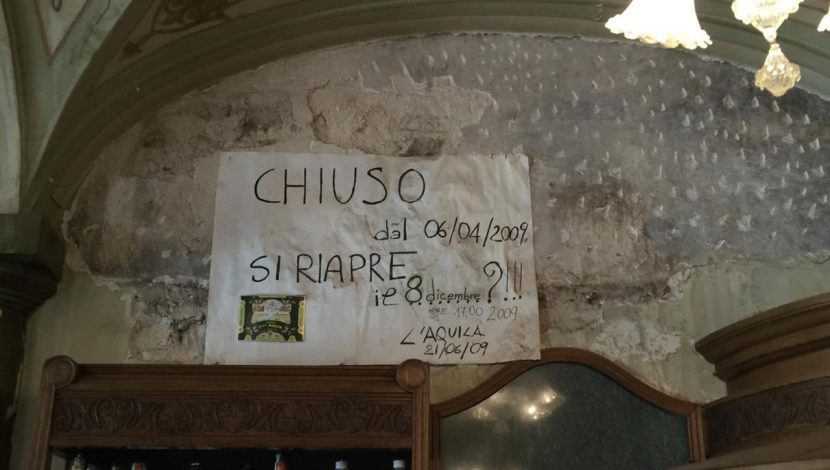 CHIUSO
dal 06/04/2009
SI RIAPRE ?!!!
il 8 dicembre
ORE 17,00 2009
L'AQUILA
21/06/09